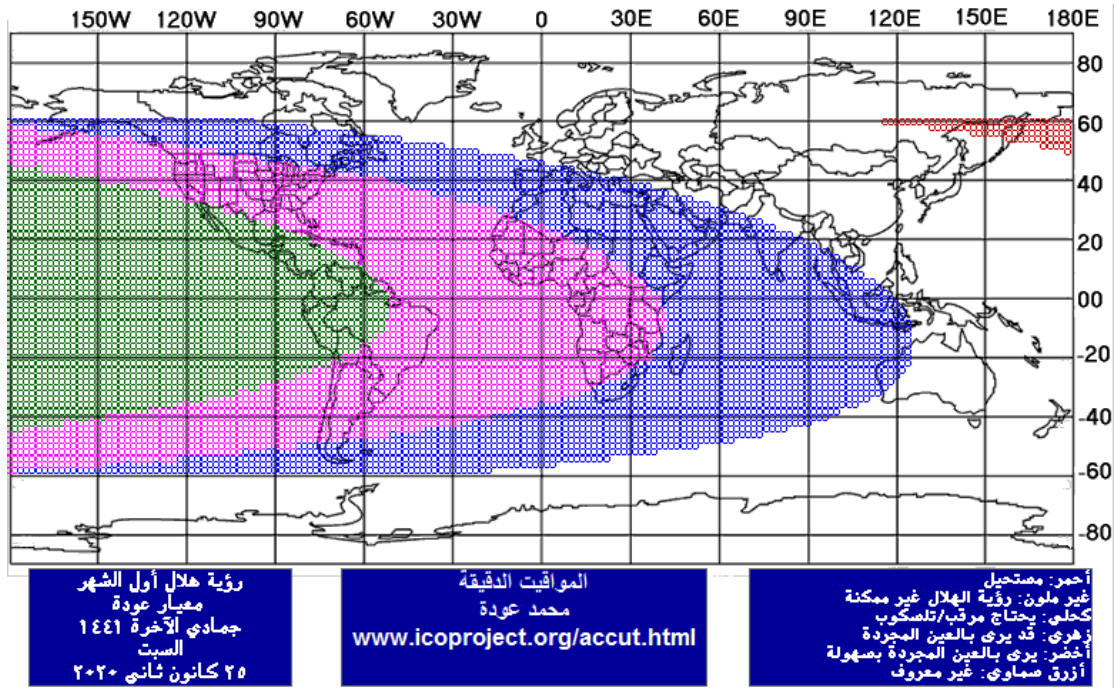 150W 120W 90W 60W 30W 0 30E 60E 90E 120E 150E 180E
80
60
40
20
00
-20
-40
-60
-80
رؤية هلال أول الشهر
معيار عودة
جمادي الآخرة ١٤٤١
السبت
٢٥ كانون ثاني ٢٠٢٠
المواقيت الدقيقة
محمد عودة
www.icoproject.org/accut.html
أحمر: مستحيل
غير ملون: رؤية الهلال غير ممكنة
كحلي: يحتاج مرقب/تلسكوب
زهري: قد يرى بالعين المجردة
أخضر: يرى بالعين المجردة بسهولة
أزرق سماوي: غير معروف